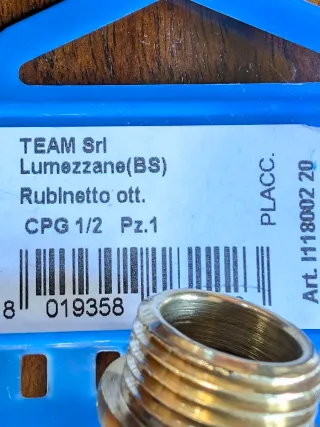 TEAM Srl
Lumezzane(BS)
Rubinetto ott.
CPG 1/2 Pz.1
PLACC.
Art. I118002 20
8 019358